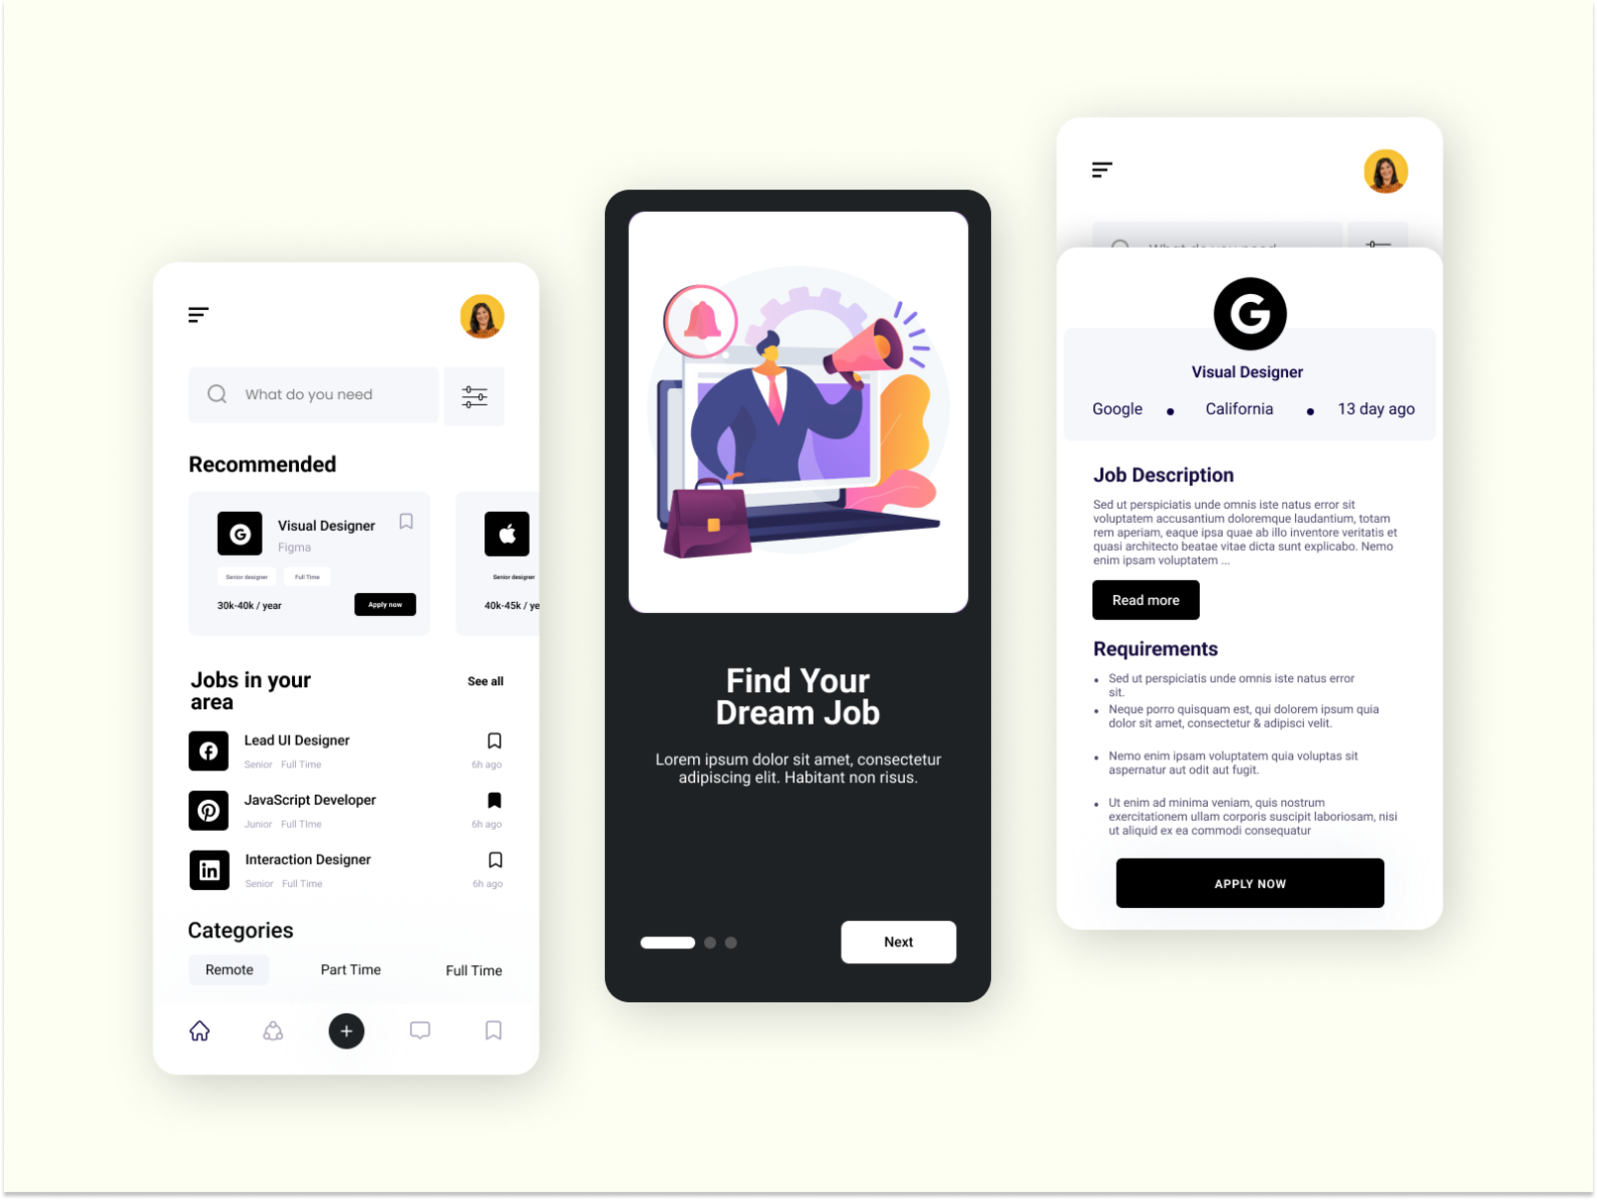 What do you need
Recommended
Visual Designer
Figma
Senior designer
Full Time
30k-40k / year
Apply now
Senior designer
40k-45k / ye
Jobs in your
area
See all
Lead UI Designer
Senior Full Time
6h ago
JavaScript Developer
Junior Full TIme
6h ago
in
Interaction Designer
Senior Full Time
6h ago
Categories
Remote
Part Time
Full Time
Find Your
Dream Job
Lorem ipsum dolor sit amet, consectetur
adipiscing elit. Habitant non risus.
Next
What do you need
G
Visual Designer
Google • California • 13 day ago
Job Description
Sed ut perspiciatis unde omnis iste natus error sit
voluptatem accusantium doloremque laudantium, totam
rem aperiam, eaque ipsa quae ab illo inventore veritatis et
quasi architecto beatae vitae dicta sunt explicabo. Nemo
enim ipsam voluptatem ...
Read more
Requirements
• Sed ut perspiciatis unde omnis iste natus error
sit.
• Neque porro quisquam est, qui dolorem ipsum quia
dolor sit amet, consectetur & adipisci velit.
• Nemo enim ipsam voluptatem quia voluptas sit
aspernatur aut odit aut fugit.
• Ut enim ad minima veniam, quis nostrum
exercitationem ullam corporis suscipit laboriosam, nisi
ut aliquid ex ea commodi consequatur
APPLY NOW